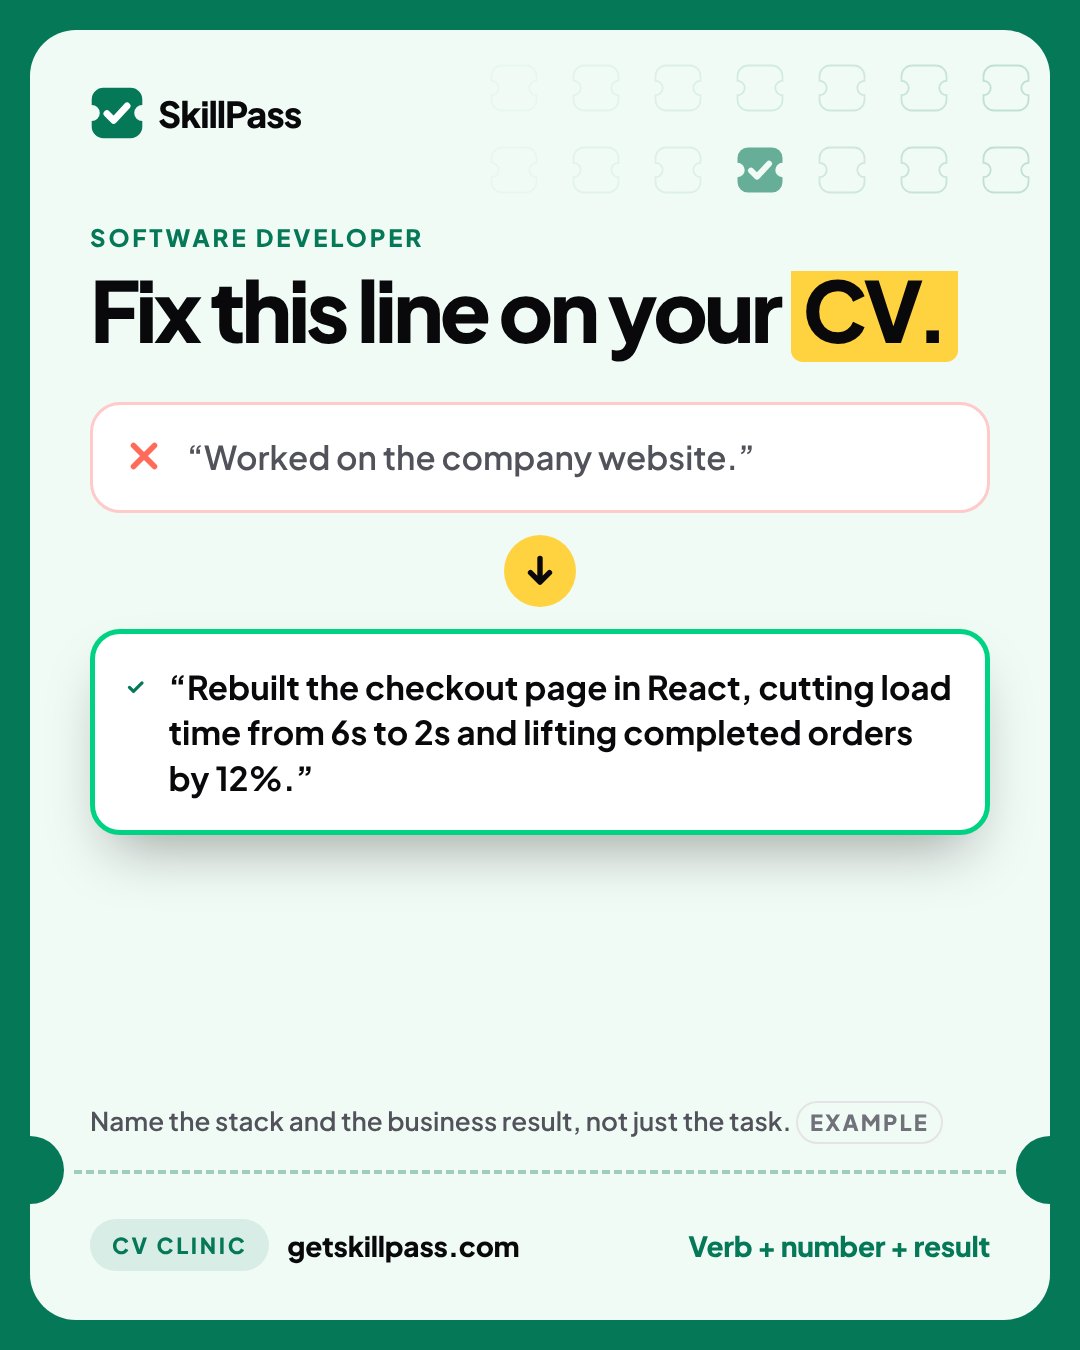 SkillPass
SOFTWARE DEVELOPER
Fix this line on your CV.
“Worked on the company website.”
“Rebuilt the checkout page in React, cutting load
time from 6s to 2s and lifting completed orders
by 12%.”
Name the stack and the business result, not just the task. EXAMPLE
CV CLINIC getskillpass.com Verb + number + result